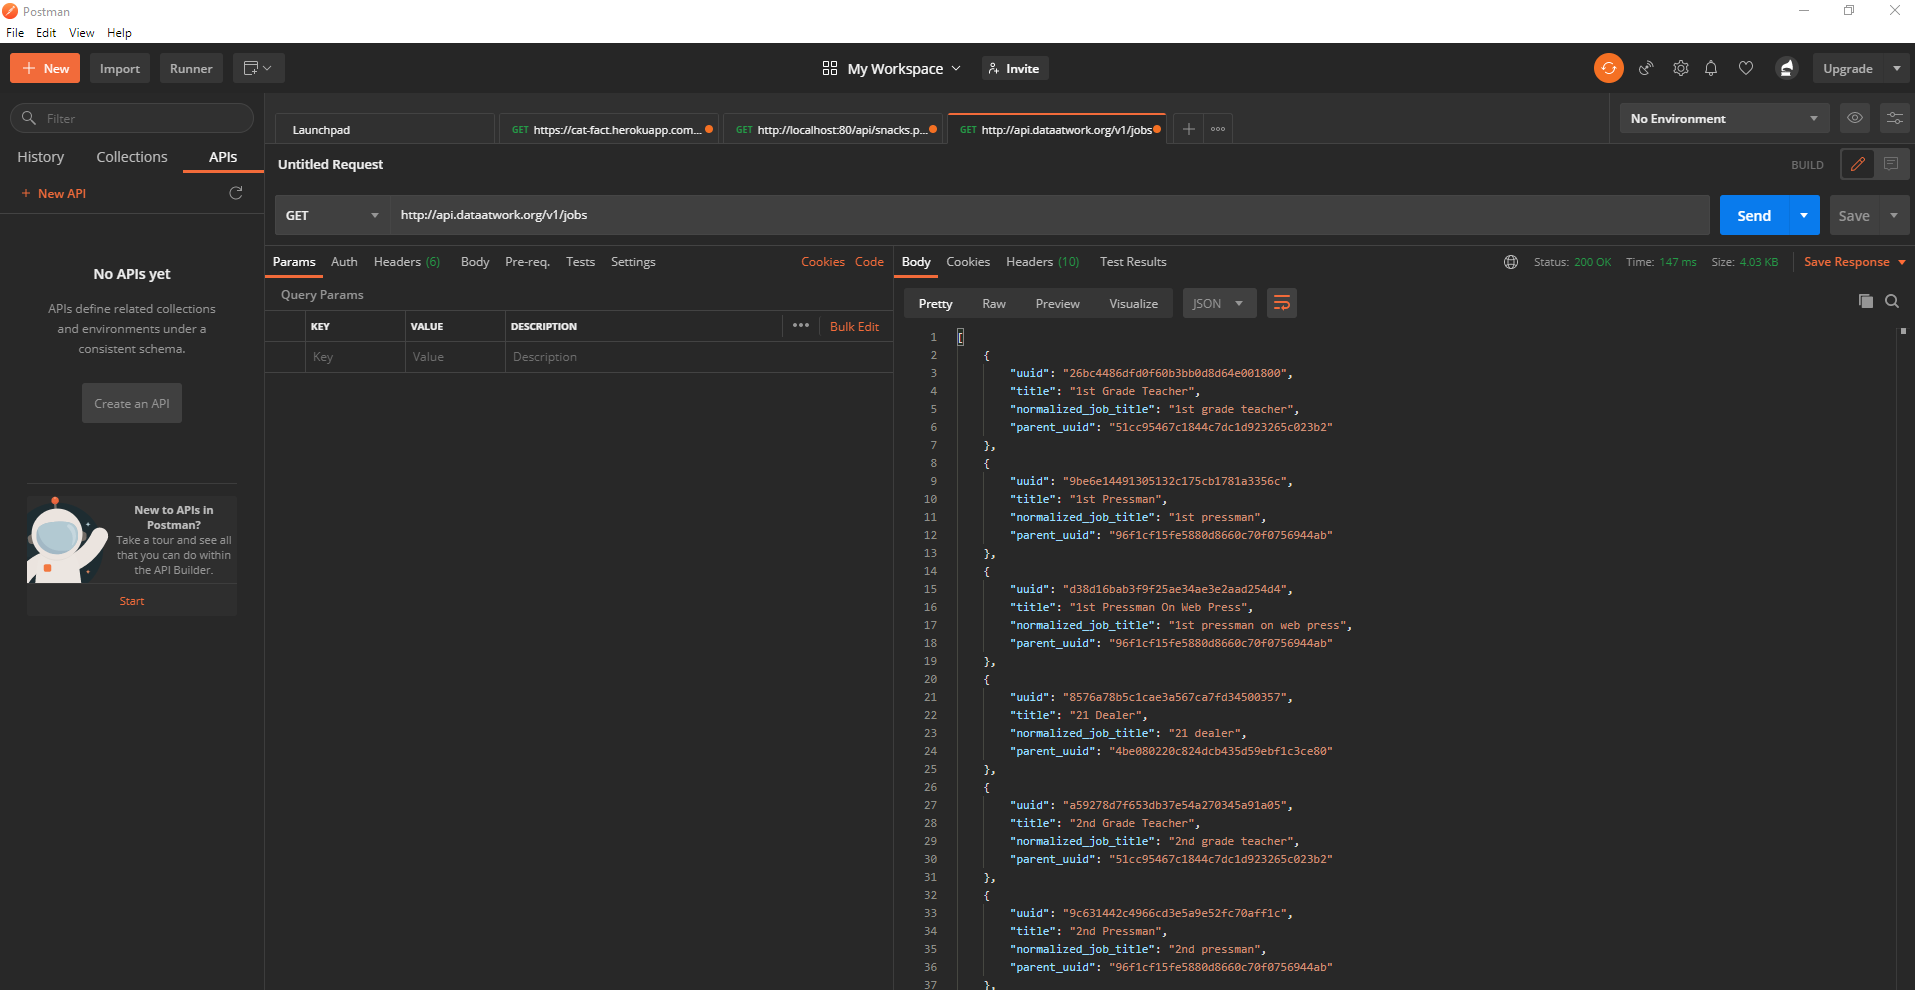 Postman
File Edit View Help
New Import Runner
My Workspace Invite
Upgrade
Filter
History Collections APIs
New API
No APIs yet
APIs define related collections
and environments under a
consistent schema.
Create an API
New to APIs in
Postman?
Take a tour and see all
that you can do within
the API Builder.
Start
Launchpad
GET https://cat-fact.herokuapp.com...
GET http://localhost:80/api/snacks.p...
GET http://api.dataatwork.org/v1/jobs
No Environment
Untitled Request
BUILD
GET http://api.dataatwork.org/v1/jobs
Send Save
Params Auth Headers (6) Body Pre-req. Tests Settings Cookies Code
Query Params
KEY VALUE DESCRIPTION ••• Bulk Edit
Key Value Description
Body Cookies Headers (10) Test Results
Status: 200 OK Time: 147 ms Size: 4.03 KB Save Response
Pretty Raw Preview Visualize JSON
1 [
2 {
3 "uuid": "26bc4486dfd0f60b3bb0d8d64e001800",
4 "title": "1st Grade Teacher",
5 "normalized_job_title": "1st grade teacher",
6 "parent_uuid": "51cc95467c1844c7dc1d923265c023b2"
7 },
8 {
9 "uuid": "9be6e14491305132c175cb1781a3356c",
10 "title": "1st Pressman",
11 "normalized_job_title": "1st pressman",
12 "parent_uuid": "96f1cf15fe5880d8660c70f0756944ab"
13 },
14 {
15 "uuid": "d38d16bab3f9f25ae34ae3e2aad254d4",
16 "title": "1st Pressman On Web Press",
17 "normalized_job_title": "1st pressman on web press",
18 "parent_uuid": "96f1cf15fe5880d8660c70f0756944ab"
19 },
20 {
21 "uuid": "8576a78b5c1cae3a567ca7fd34500357",
22 "title": "21 Dealer",
23 "normalized_job_title": "21 dealer",
24 "parent_uuid": "4be080220c824dcb435d59ebf1c3ce80"
25 },
26 {
27 "uuid": "a59278d7f653db37e54a270345a91a05",
28 "title": "2nd Grade Teacher",
29 "normalized_job_title": "2nd grade teacher",
30 "parent_uuid": "51cc95467c1844c7dc1d923265c023b2"
31 },
32 {
33 "uuid": "9c631442c4966cd3e5a9e52fc70aff1c",
34 "title": "2nd Pressman",
35 "normalized_job_title": "2nd pressman",
36 "parent_uuid": "96f1cf15fe5880d8660c70f0756944ab"
37 },